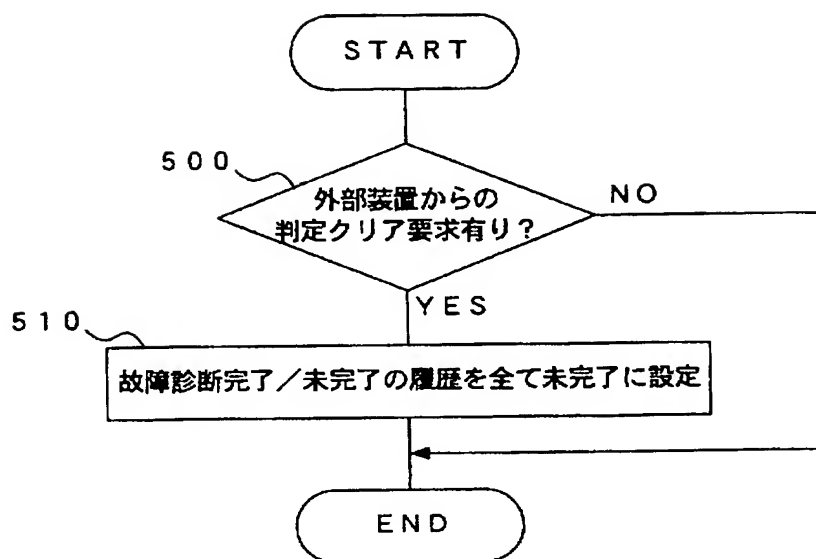 START
500
外部装置からの
判定クリア要求有り？
NO
YES
510
故障診断完了／未完了の履歴を全て未完了に設定
END